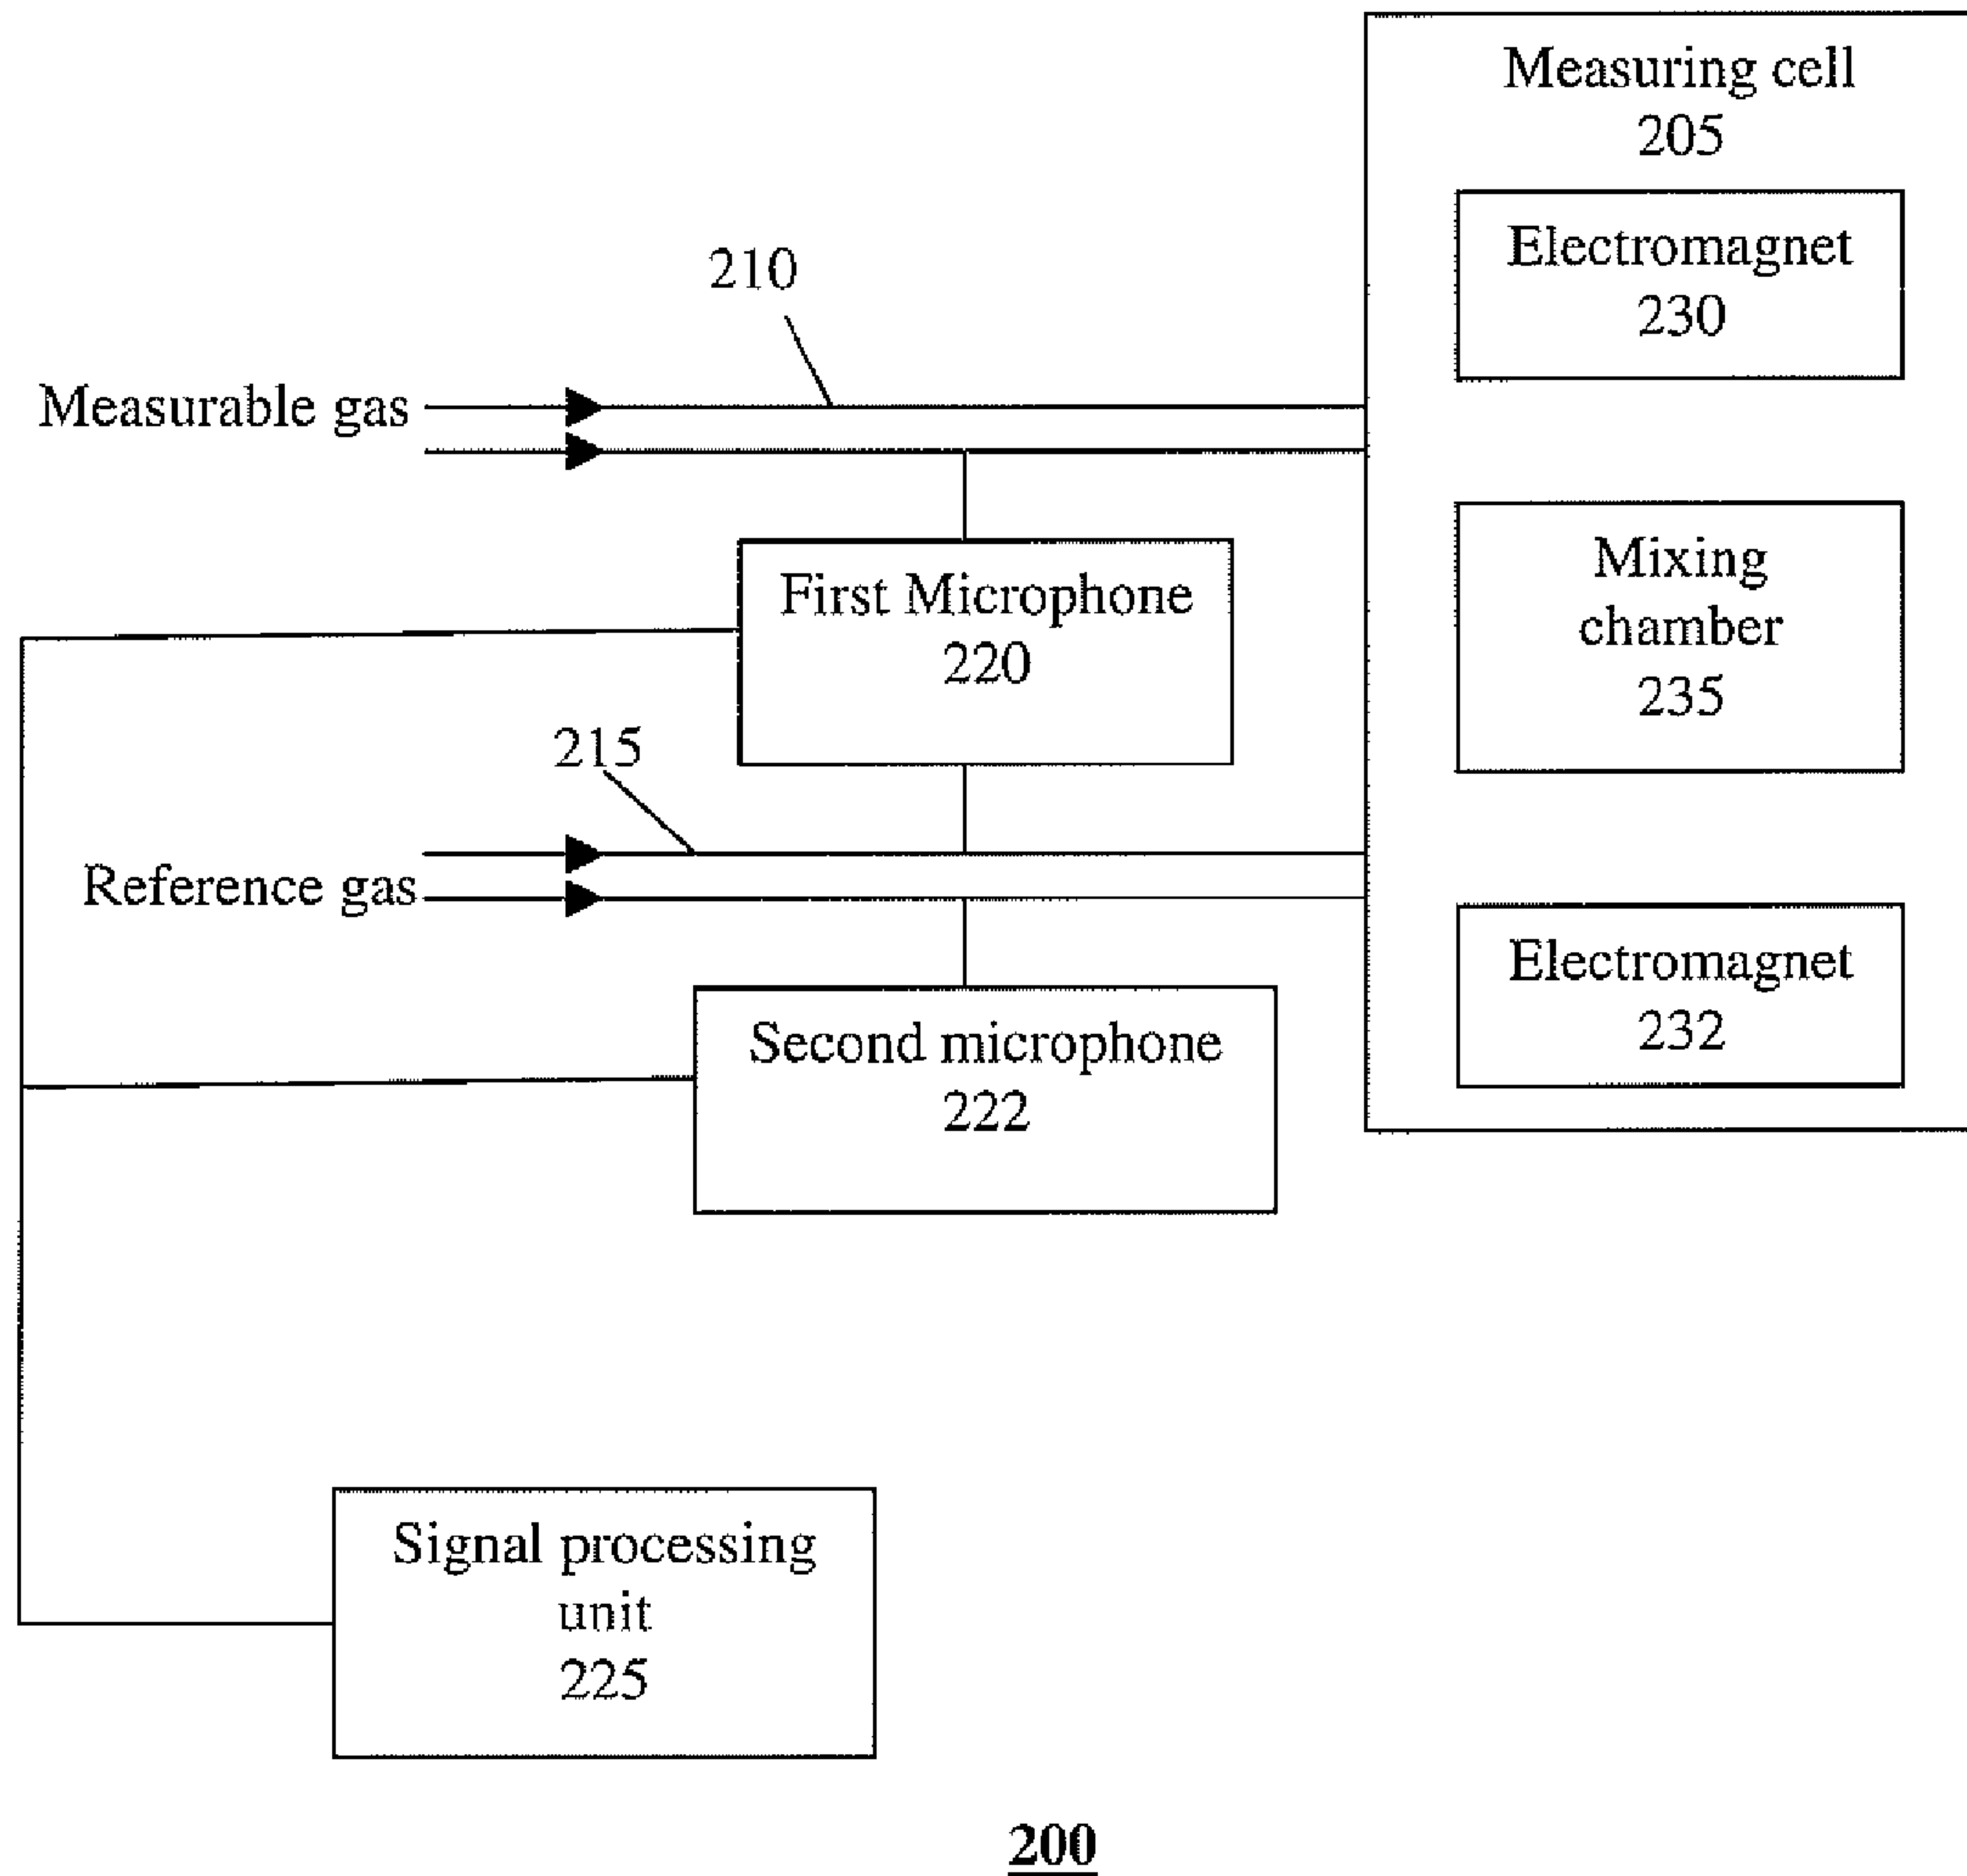 Measuring cell
205
Electromagnet
230
210
Measurable gas
Mixing
chamber
235
First Microphone
220
215
Reference gas
Electromagnet
232
Second microphone
222
Signal processing
unit
225
200